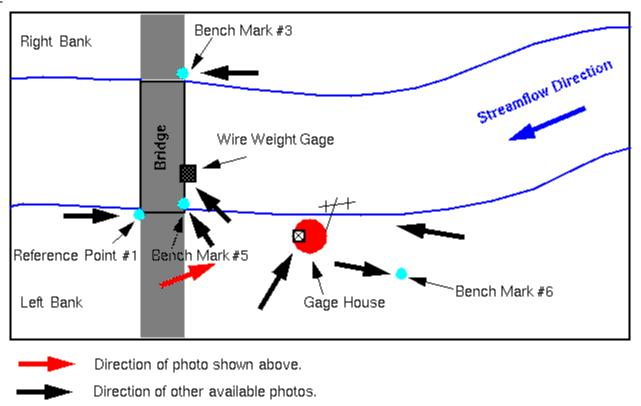 Right Bank
Bench Mark #3
Streamflow Direction
Bridge
Wire Weight Gage
Reference Point #1
Bench Mark #5
Left Bank
Gage House
Bench Mark #6
Direction of photo shown above.
Direction of other available photos.